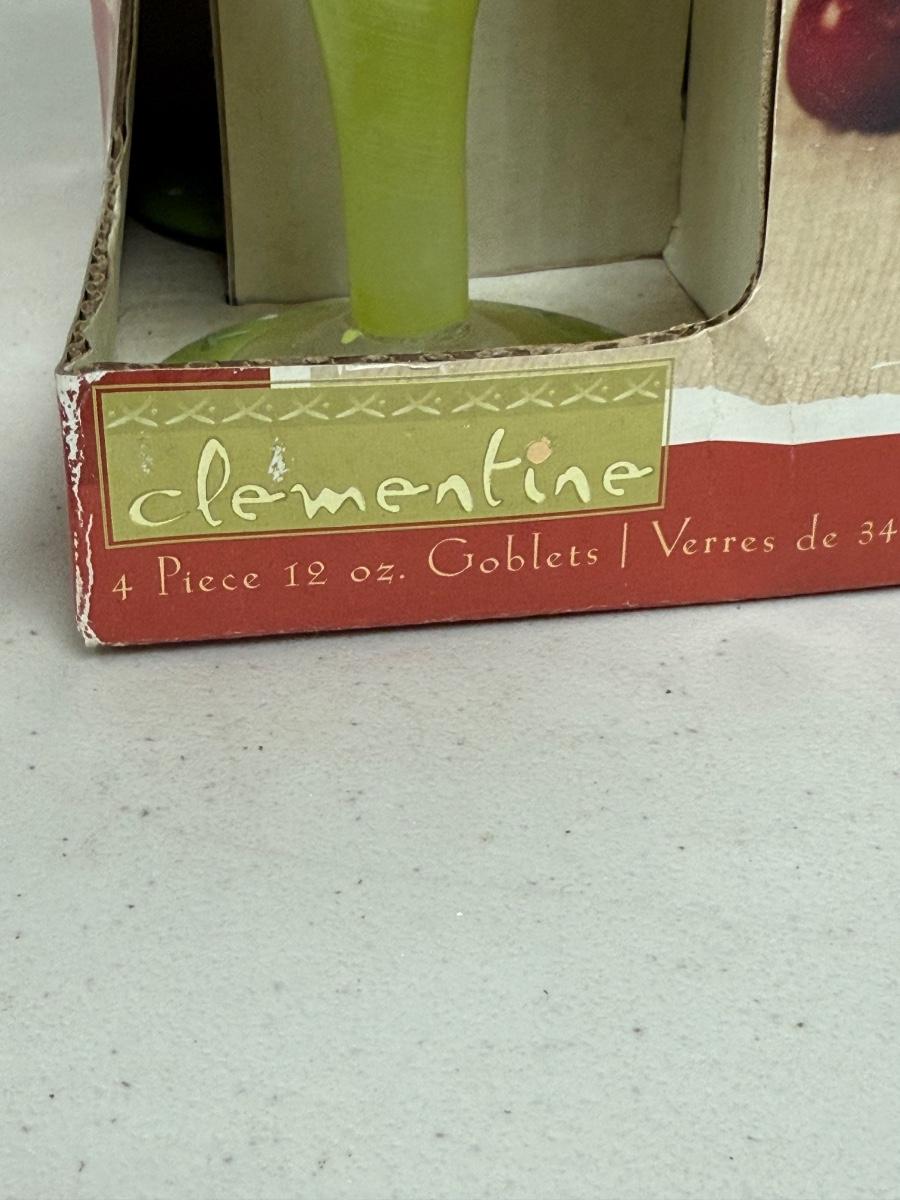 clementine
4 Piece 12 oz. Goblets | Verres de 34